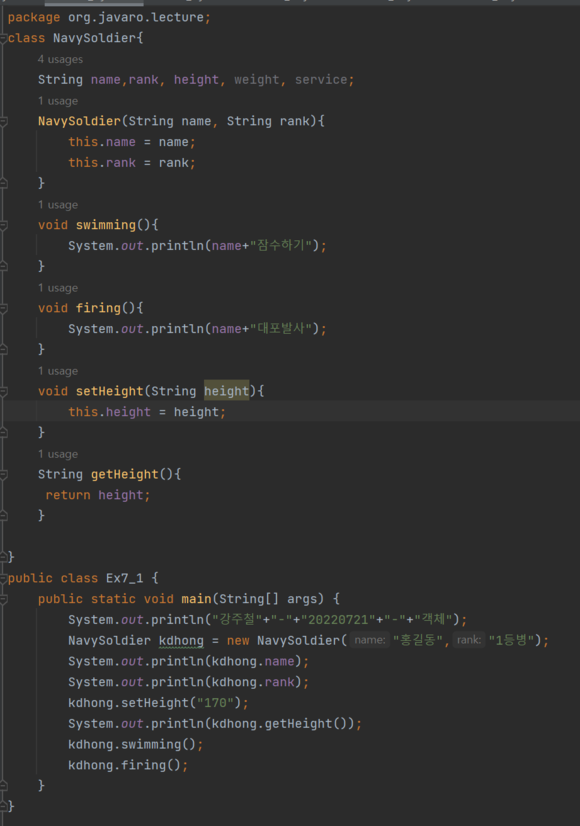 package org.javaro.lecture;
class NavySoldier{
4 usages
String name,rank, height, weight, service;
1 usage
NavySoldier(String name, String rank){
this.name = name;
this.rank = rank;
}
1 usage
void swimming(){
System.out.println(name+"잠수하기");
}
1 usage
void firing(){
System.out.println(name+"대포발사");
}
1 usage
void setHeight(String height){
this.height = height;
}
1 usage
String getHeight(){
return height;
}
}
public class Ex7_1 {
public static void main(String[] args) {
System.out.println("강주철"+"-"+"20220721"+"-"+"객체");
NavySoldier kdhong = new NavySoldier( name: "홍길동", rank: "1등병");
System.out.println(kdhong.name);
System.out.println(kdhong.rank);
kdhong.setHeight("170");
System.out.println(kdhong.getHeight());
kdhong.swimming();
kdhong.firing();
}
}